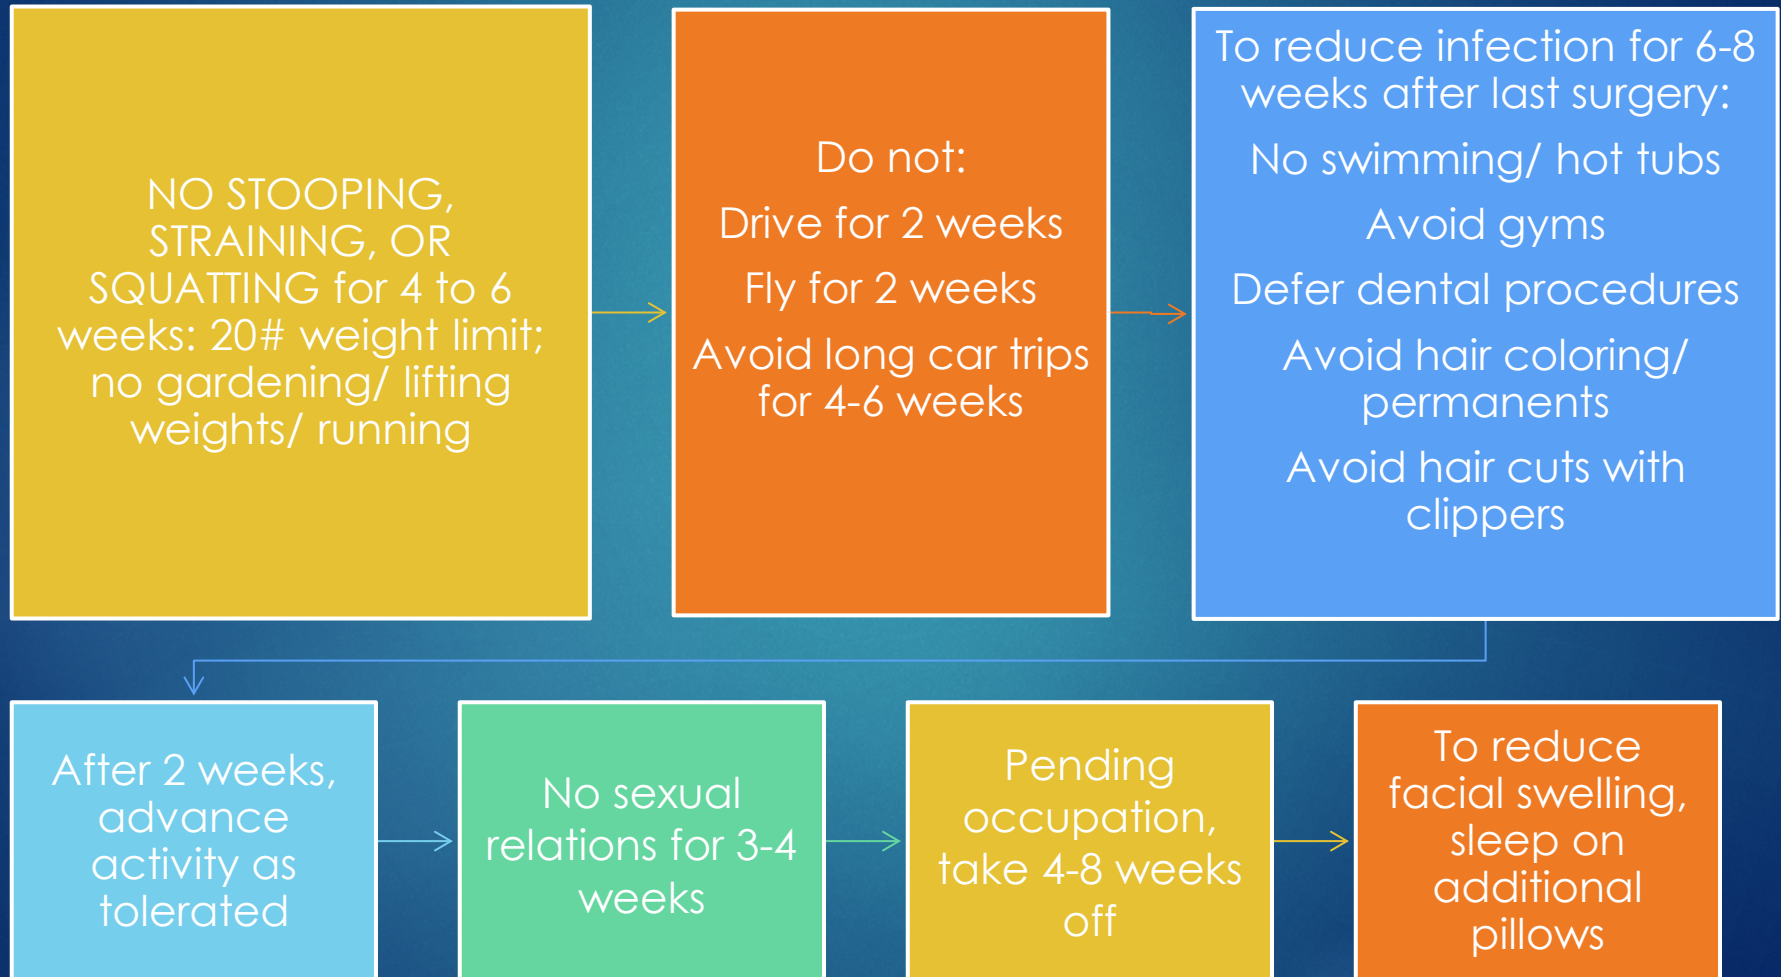 NO STOOPING,
STRAINING, OR
SQUATTING for 4 to 6
weeks: 20# weight limit;
no gardening/ lifting
weights/ running
Do not:
Drive for 2 weeks
Fly for 2 weeks
Avoid long car trips
for 4-6 weeks
To reduce infection for 6-8
weeks after last surgery:
No swimming/ hot tubs
Avoid gyms
Defer dental procedures
Avoid hair coloring/
permanents
Avoid hair cuts with
clippers
After 2 weeks,
advance
activity as
tolerated
No sexual
relations for 3-4
weeks
Pending
occupation,
take 4-8 weeks
off
To reduce
facial swelling,
sleep on
additional
pillows